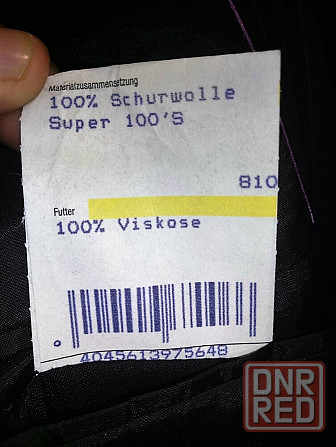 Materialzusammensetzung
100% Schurwolle
Super 100'S
810
Futter
100% Viskose
4045613975648
DNR
RED